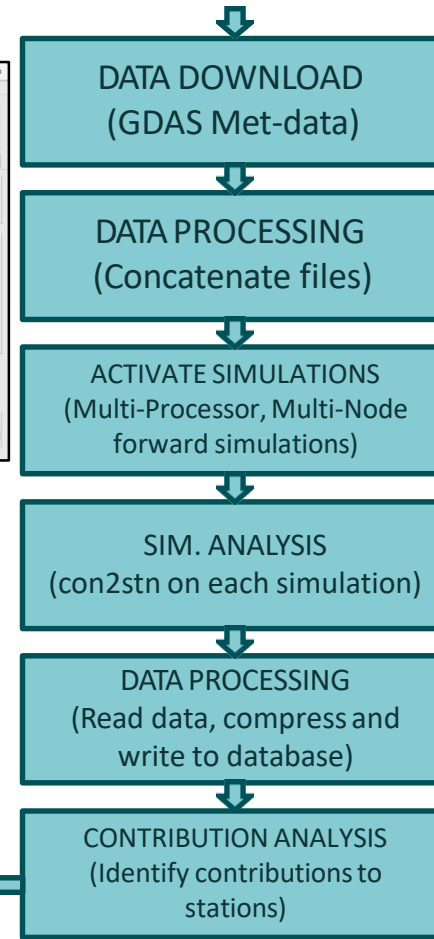 DATA DOWNLOAD
(GDAS Met-data)
DATA PROCESSING
(Concatenate files)
ACTIVATE SIMULATIONS
(Multi-Processor, Multi-Node
forward simulations)
SIM. ANALYSIS
(con2stn on each simulation)
DATA PROCESSING
(Read data, compress and
write to database)
CONTRIBUTION ANALYSIS
(Identify contributions to
stations)